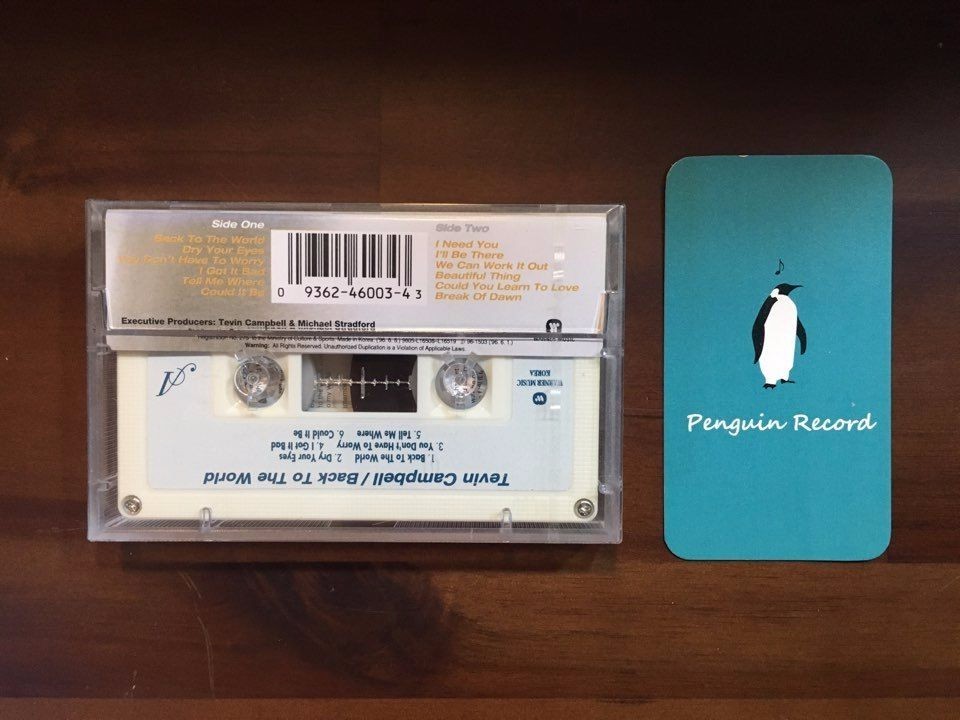 Side One
Back To The World
Dry Your Eyes
You Don't Have To Worry
I Got It Bad
Tell Me Where
Could It Be
0 9362-46003-4 3
Side Two
I Need You
I'll Be There
We Can Work It Out
Beautiful Thing
Could You Learn To Love
Break Of Dawn
Executive Producers: Tevin Campbell & Michael Stradford
WARNER MUSIC
Warning: All Rights Reserved. Unauthorized Duplication is a Violation of Applicable Laws.
Tevin Campbell / Back To The World
1. Back To The World 2. Dry Your Eyes
3. You Don't Have To Worry 4. I Got It Bad
5. Tell Me Where 6. Could It Be
WARNER MUSIC
KOREA
A
Penguin Record